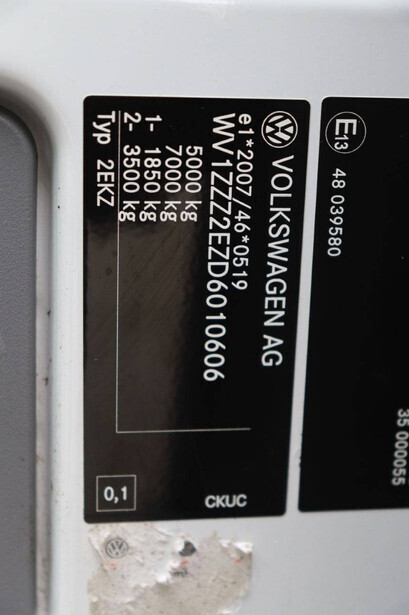 VOLKSWAGEN AG
e1*2007/46*0519
WV1ZZZ2EZD6010606
5000 kg
7000 kg
1- 1850 kg
2- 3500 kg
Typ 2EKZ
0,1
CKUC
E13
48 039580
35 000055